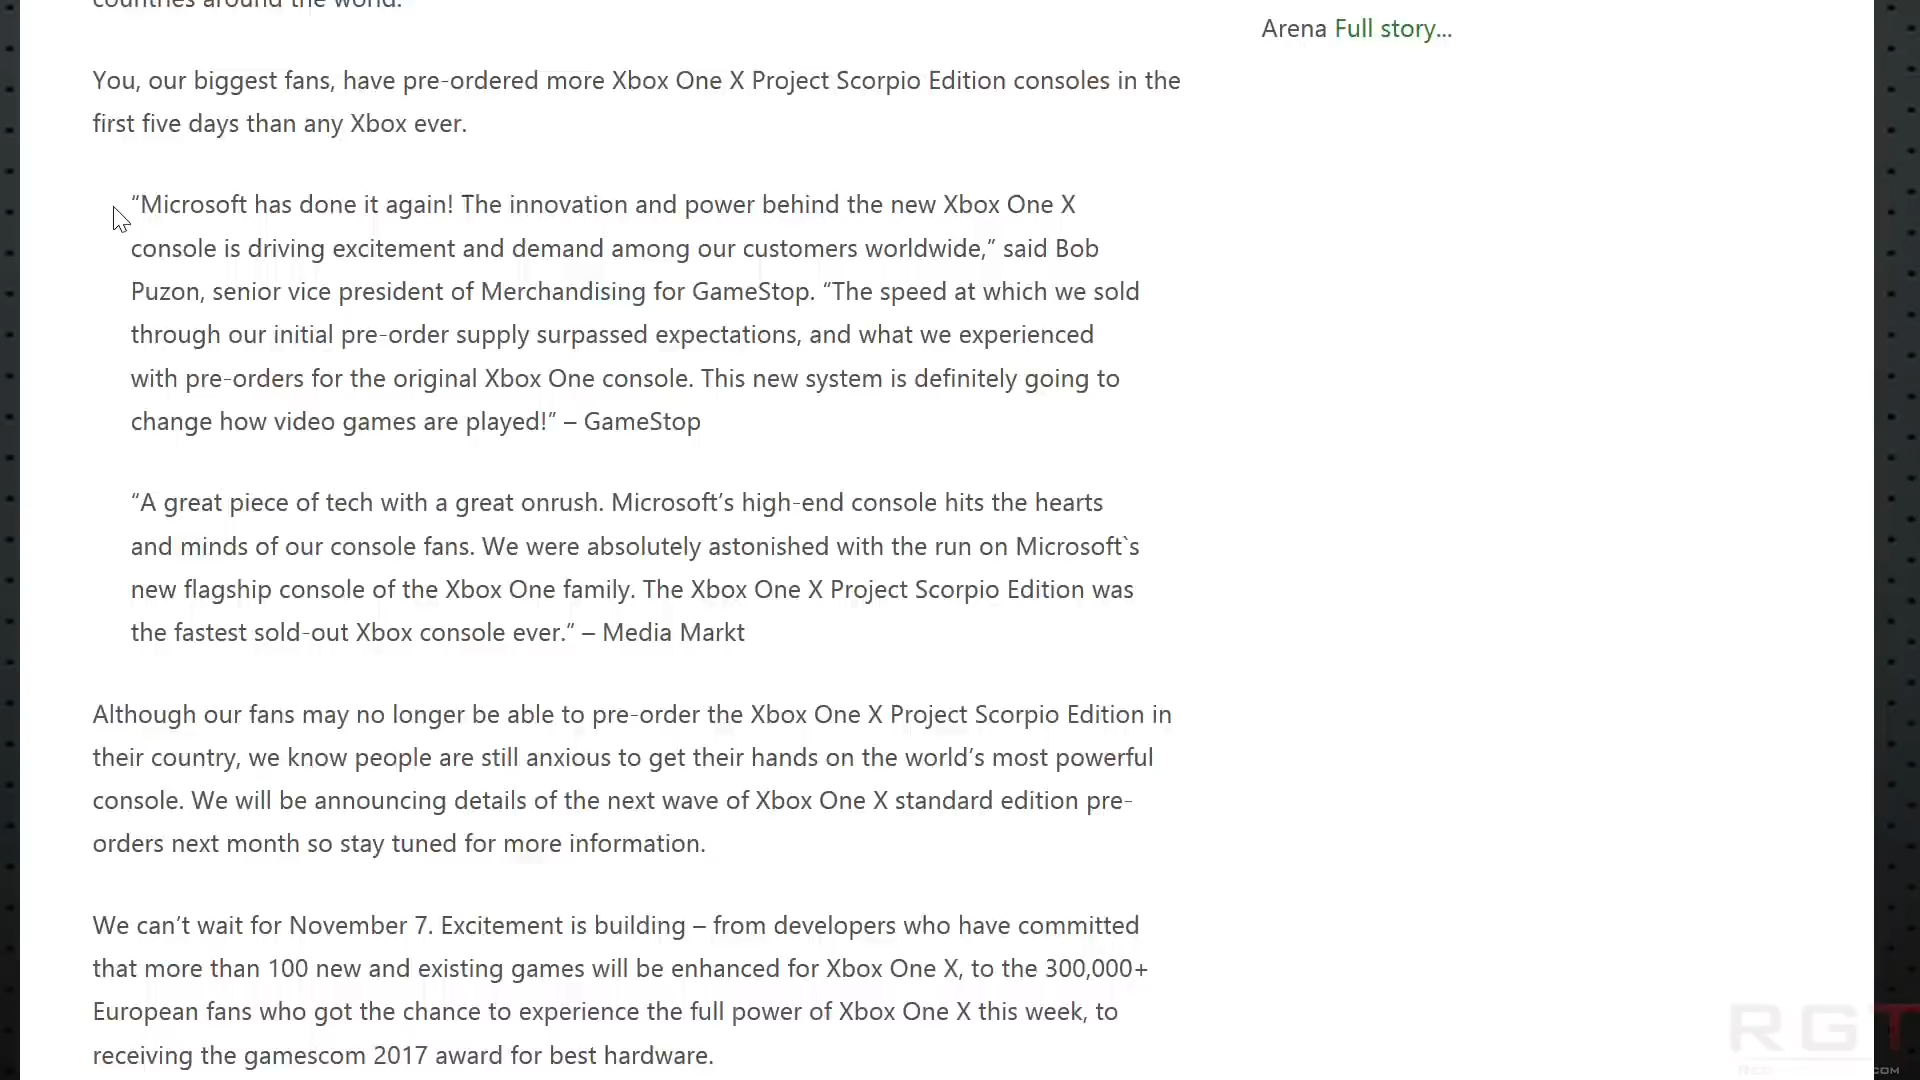 countries around the world.
Arena Full story...
You, our biggest fans, have pre-ordered more Xbox One X Project Scorpio Edition consoles in the
first five days than any Xbox ever.
“Microsoft has done it again! The innovation and power behind the new Xbox One X
console is driving excitement and demand among our customers worldwide,” said Bob
Puzon, senior vice president of Merchandising for GameStop. “The speed at which we sold
through our initial pre-order supply surpassed expectations, and what we experienced
with pre-orders for the original Xbox One console. This new system is definitely going to
change how video games are played!” – GameStop
“A great piece of tech with a great onrush. Microsoft’s high-end console hits the hearts
and minds of our console fans. We were absolutely astonished with the run on Microsoft`s
new flagship console of the Xbox One family. The Xbox One X Project Scorpio Edition was
the fastest sold-out Xbox console ever.” – Media Markt
Although our fans may no longer be able to pre-order the Xbox One X Project Scorpio Edition in
their country, we know people are still anxious to get their hands on the world’s most powerful
console. We will be announcing details of the next wave of Xbox One X standard edition pre-
orders next month so stay tuned for more information.
We can’t wait for November 7. Excitement is building – from developers who have committed
that more than 100 new and existing games will be enhanced for Xbox One X, to the 300,000+
European fans who got the chance to experience the full power of Xbox One X this week, to
receiving the gamescom 2017 award for best hardware.
RGT